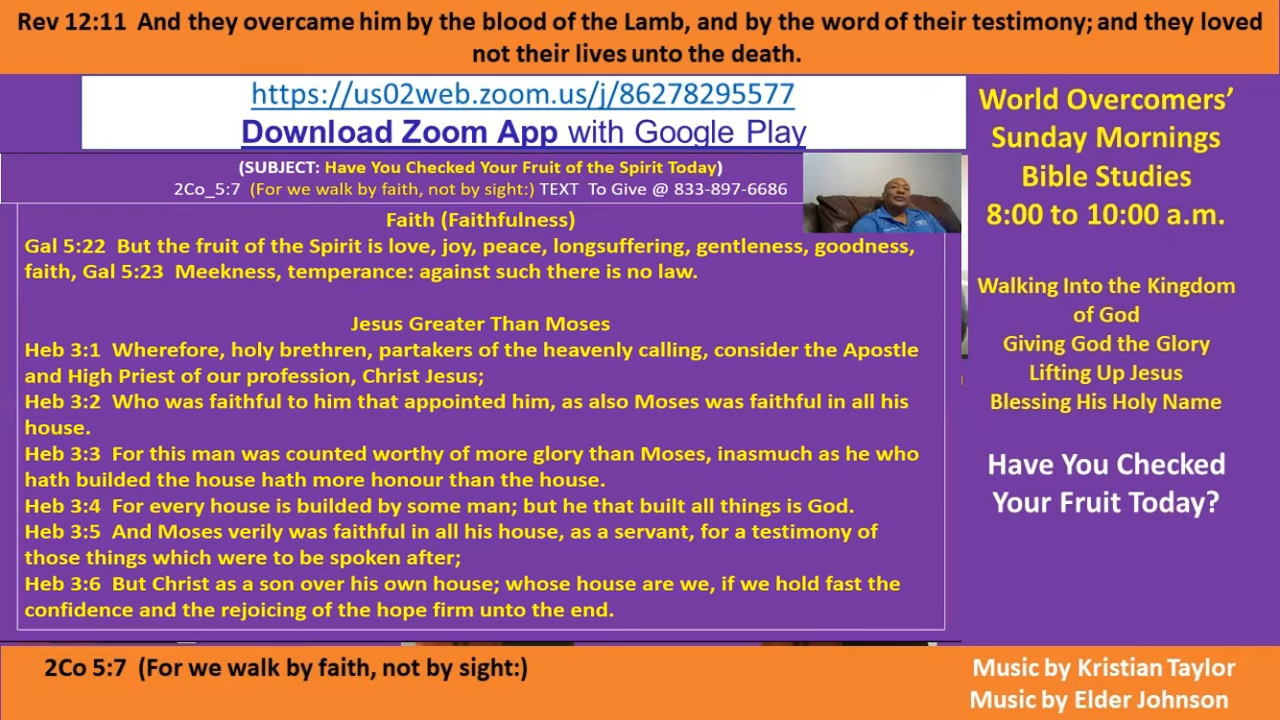 Rev 12:11  And they overcame him by the blood of the Lamb, and by the word of their testimony; and they loved
not their lives unto the death.
https://us02web.zoom.us/j/86278295577
Download Zoom App with Google Play
(SUBJECT: Have You Checked Your Fruit of the Spirit Today)
2Co_5:7  (For we walk by faith, not by sight:) TEXT  To Give @ 833-897-6686
Faith (Faithfulness)
Gal 5:22  But the fruit of the Spirit is love, joy, peace, longsuffering, gentleness, goodness,
faith, Gal 5:23  Meekness, temperance: against such there is no law.
Jesus Greater Than Moses
Heb 3:1  Wherefore, holy brethren, partakers of the heavenly calling, consider the Apostle
and High Priest of our profession, Christ Jesus;
Heb 3:2  Who was faithful to him that appointed him, as also Moses was faithful in all his
house.
Heb 3:3  For this man was counted worthy of more glory than Moses, inasmuch as he who
hath builded the house hath more honour than the house.
Heb 3:4  For every house is builded by some man; but he that built all things is God.
Heb 3:5  And Moses verily was faithful in all his house, as a servant, for a testimony of
those things which were to be spoken after;
Heb 3:6  But Christ as a son over his own house; whose house are we, if we hold fast the
confidence and the rejoicing of the hope firm unto the end.
World Overcomers’
Sunday Mornings
Bible Studies
8:00 to 10:00 a.m.
Walking Into the Kingdom
of God
Giving God the Glory
Lifting Up Jesus
Blessing His Holy Name
Have You Checked
Your Fruit Today?
2Co 5:7  (For we walk by faith, not by sight:)
Music by Kristian Taylor
Music by Elder Johnson